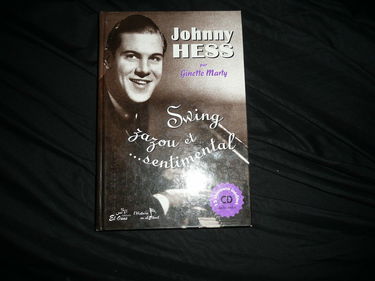 Johnny
HESS
par
Ginette Marty
Swing
zazou et
...sentimental
CD